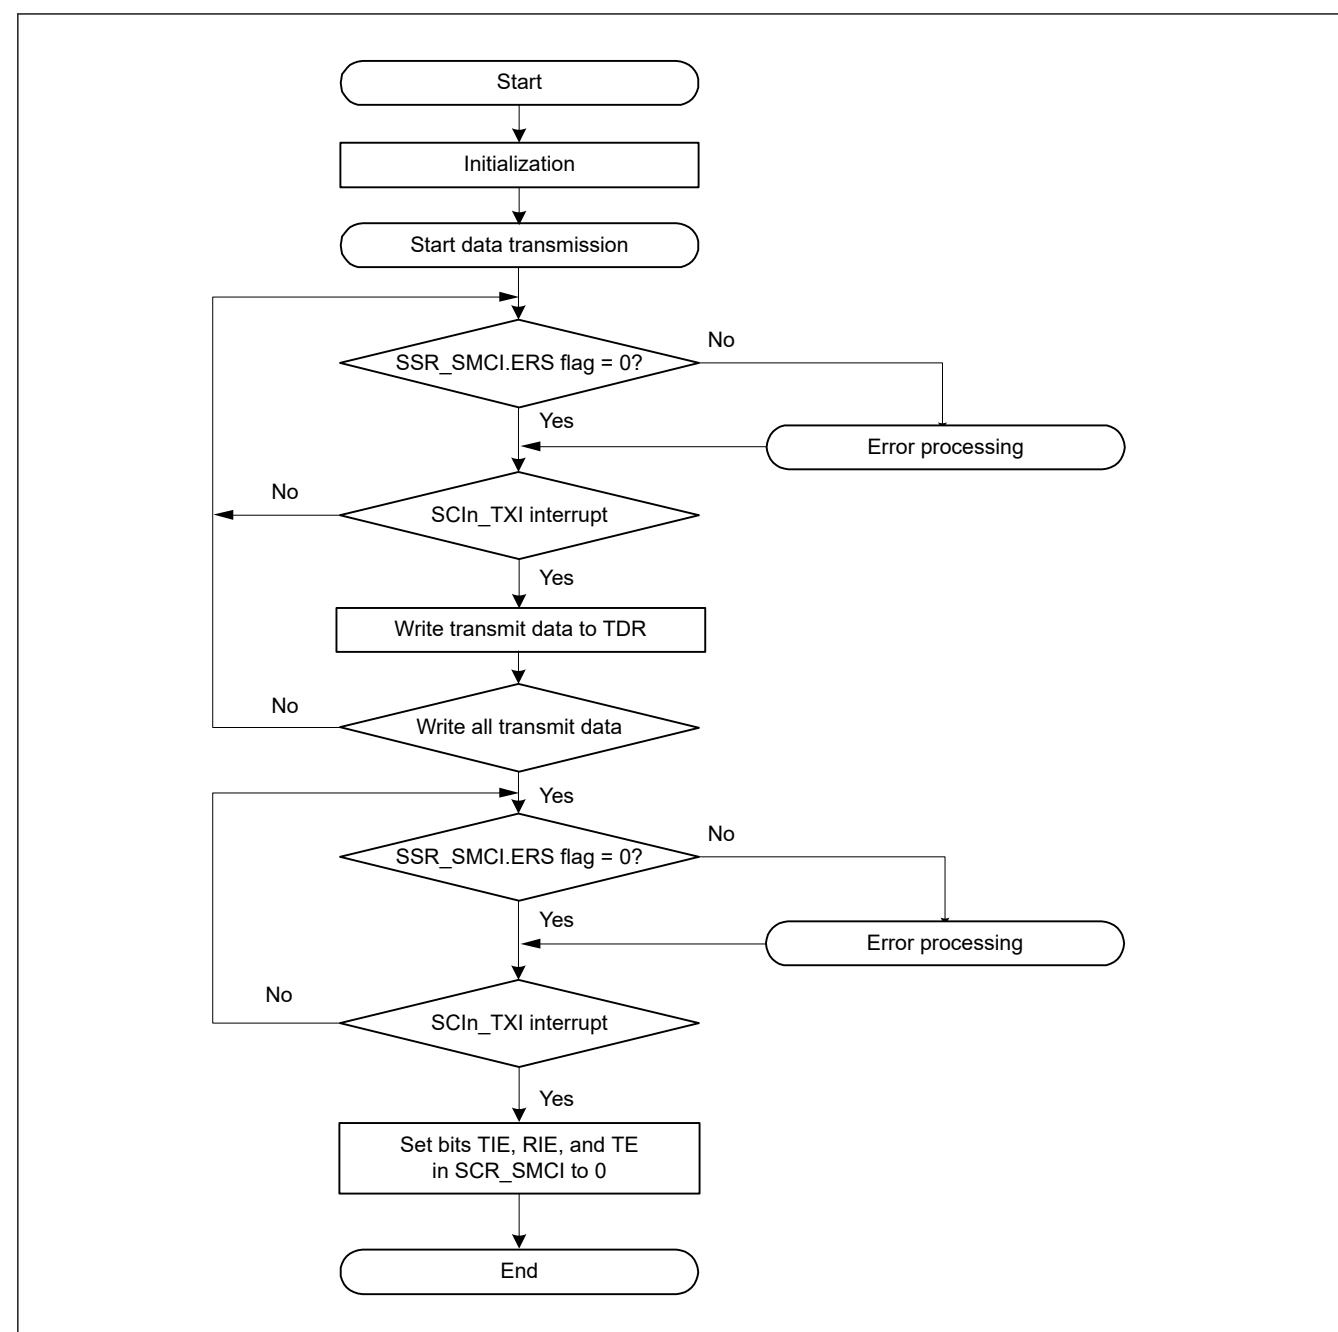 Start
Initialization
Start data transmission
SSR_SMCI.ERS flag = 0?
No
Yes
Error processing
No
SCIn_TXI interrupt
Yes
Write transmit data to TDR
No
Write all transmit data
Yes
SSR_SMCI.ERS flag = 0?
No
Yes
Error processing
No
SCIn_TXI interrupt
Yes
Set bits TIE, RIE, and TE
in SCR_SMCI to 0
End